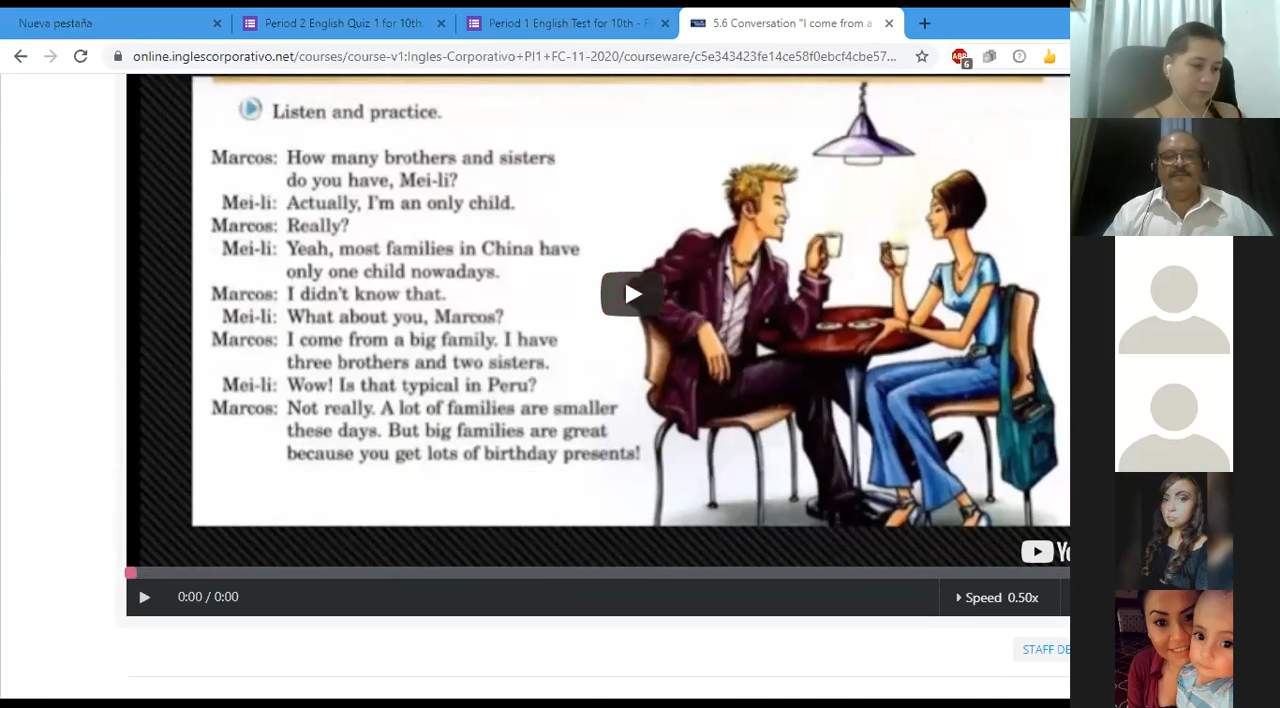 Nueva pestaña
Period 2 English Quiz 1 for 10th.
Period 1 English Test for 10th - F
5.6 Conversation "I come from a
online.inglescorporativo.net/courses/course-v1:Ingles-Corporativo+PI1+FC-11-2020/courseware/c5e343423fe14ce58f0ebcf4cbe57...
ABP
6
Listen and practice.
Marcos: How many brothers and sisters
do you have, Mei-li?
Mei-li: Actually, I'm an only child.
Marcos: Really?
Mei-li: Yeah, most families in China have
only one child nowadays.
Marcos: I didn't know that.
Mei-li: What about you, Marcos?
Marcos: I come from a big family. I have
three brothers and two sisters.
Mei-li: Wow! Is that typical in Peru?
Marcos: Not really. A lot of families are smaller
these days. But big families are great
because you get lots of birthday presents!
0:00 / 0:00
Speed 0.50x
STAFF DE